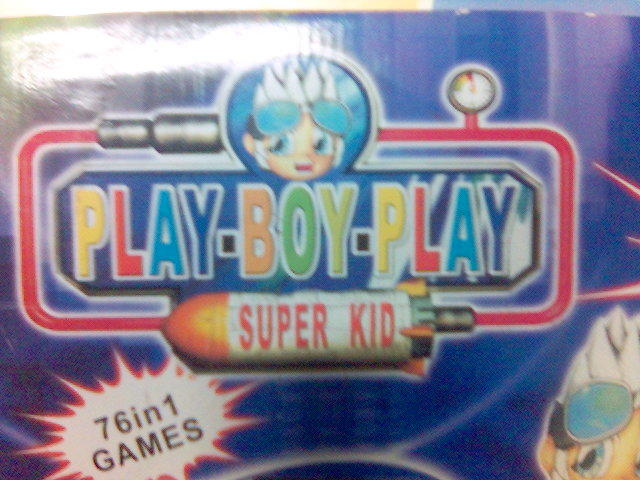 PLAY-BOY-PLAY
SUPER KID
76in1
GAMES